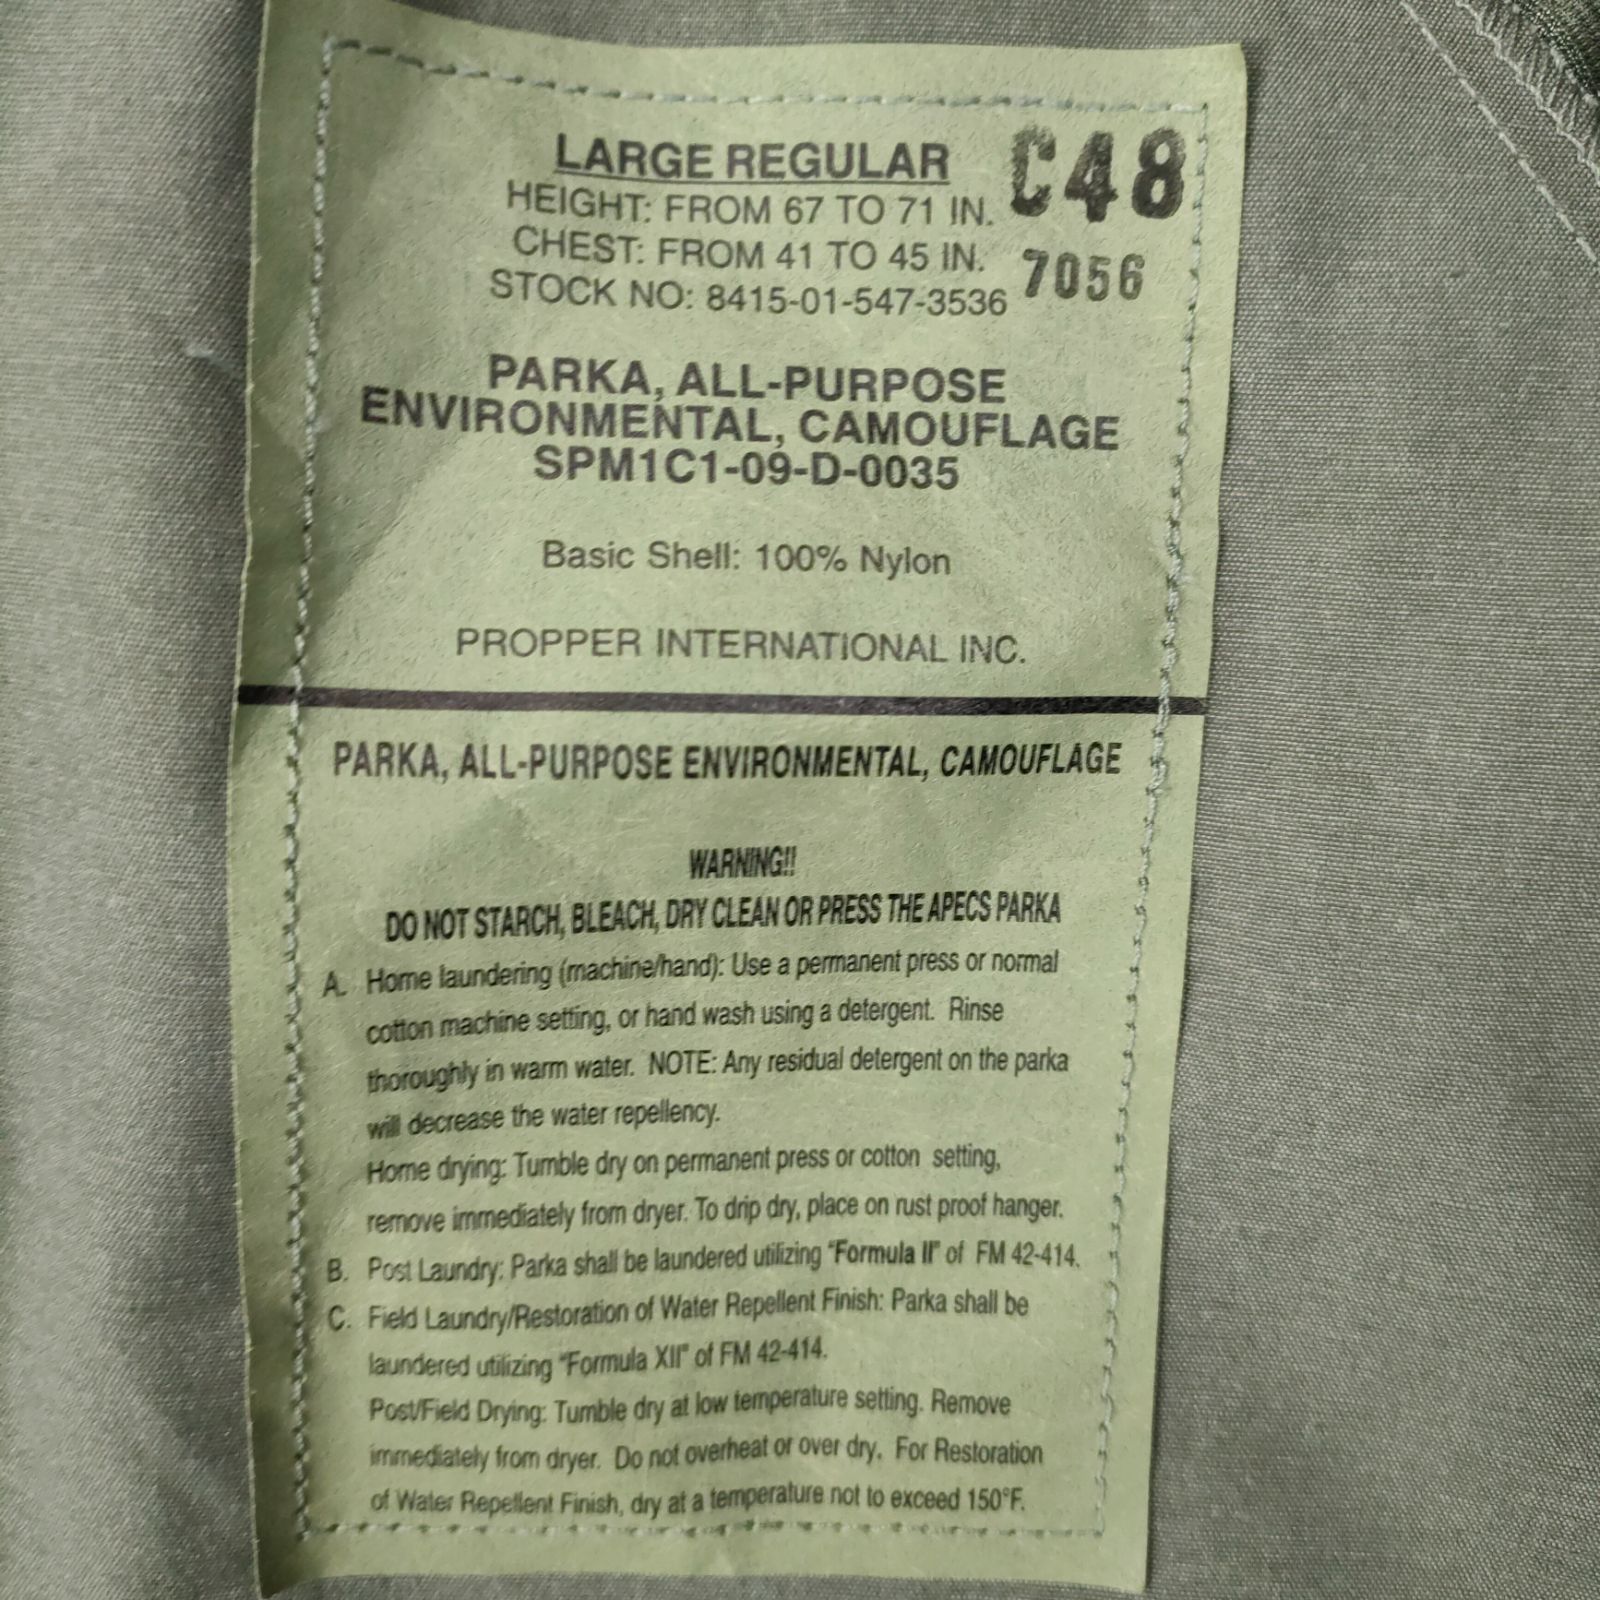 LARGE REGULAR
C48
HEIGHT: FROM 67 TO 71 IN.
CHEST: FROM 41 TO 45 IN.
7056
STOCK NO: 8415-01-547-3536
PARKA, ALL-PURPOSE
ENVIRONMENTAL, CAMOUFLAGE
SPM1C1-09-D-0035
Basic Shell: 100% Nylon
PROPPER INTERNATIONAL INC.
PARKA, ALL-PURPOSE ENVIRONMENTAL, CAMOUFLAGE
WARNING!!
DO NOT STARCH, BLEACH, DRY CLEAN OR PRESS THE APECS PARKA
A. Home laundering (machine/hand): Use a permanent press or normal
cotton machine setting, or hand wash using a detergent. Rinse
thoroughly in warm water. NOTE: Any residual detergent on the parka
will decrease the water repellency.
Home drying: Tumble dry on permanent press or cotton setting,
remove immediately from dryer. To drip dry, place on rust proof hanger.
B. Post Laundry: Parka shall be laundered utilizing "Formula II" of FM 42-414.
C. Field Laundry/Restoration of Water Repellent Finish: Parka shall be
laundered utilizing "Formula XII" of FM 42-414.
Post/Field Drying: Tumble dry at low temperature setting. Remove
immediately from dryer. Do not overheat or over dry. For Restoration
of Water Repellent Finish, dry at a temperature not to exceed 150°F.